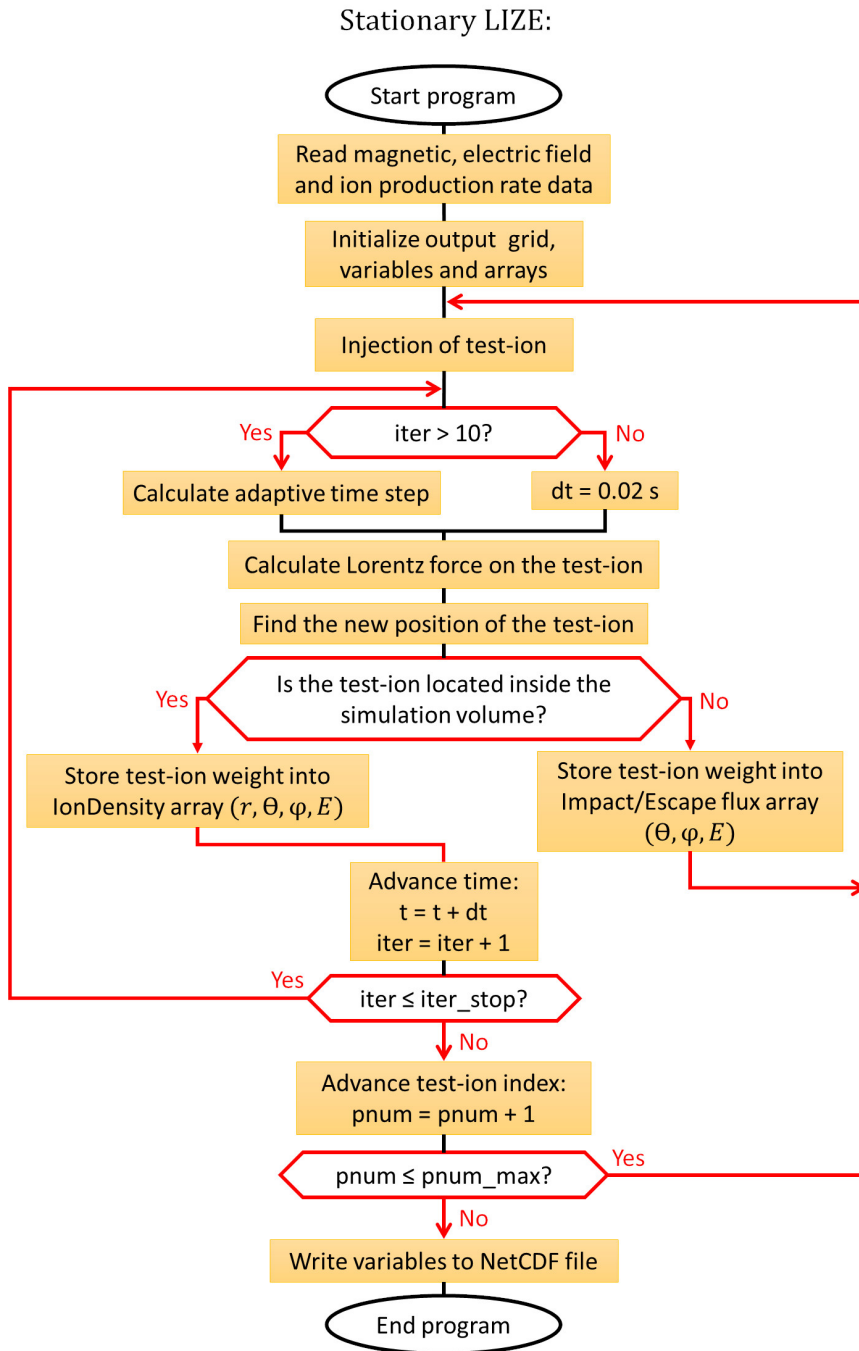 Stationary LIZE:
Start program
Read magnetic, electric field
and ion production rate data
Initialize output grid,
variables and arrays
Injection of test-ion
iter > 10?
Yes
No
Calculate adaptive time step
dt = 0.02 s
Calculate Lorentz force on the test-ion
Find the new position of the test-ion
Is the test-ion located inside the
simulation volume?
Yes
No
Store test-ion weight into
IonDensity array (r, Θ, φ, E)
Store test-ion weight into
Impact/Escape flux array
(Θ, φ, E)
Advance time:
t = t + dt
iter = iter + 1
Yes
iter ≤ iter_stop?
No
Advance test-ion index:
pnum = pnum + 1
pnum ≤ pnum_max?
Yes
No
Write variables to NetCDF file
End program